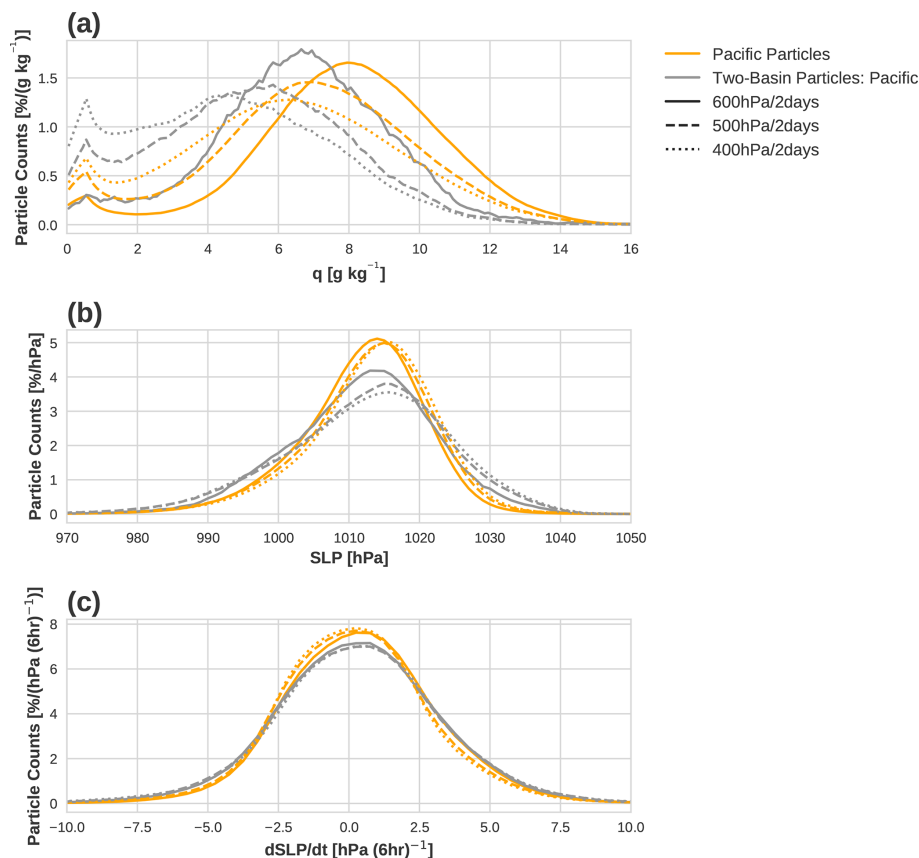 (a)
Particle Counts [%/(g kg⁻¹)]
1.5
1.0
0.5
0.0
0 2 4 6 8 10 12 14 16
q [g kg⁻¹]
Pacific Particles
Two-Basin Particles: Pacific
600hPa/2days
500hPa/2days
400hPa/2days
(b)
Particle Counts [%/hPa]
5
4
3
2
1
0
970 980 990 1000 1010 1020 1030 1040 1050
SLP [hPa]
(c)
Particle Counts [%/(hPa (6hr)⁻¹)]
8
6
4
2
0
−10.0 −7.5 −5.0 −2.5 0.0 2.5 5.0 7.5 10.0
dSLP/dt [hPa (6hr)⁻¹]